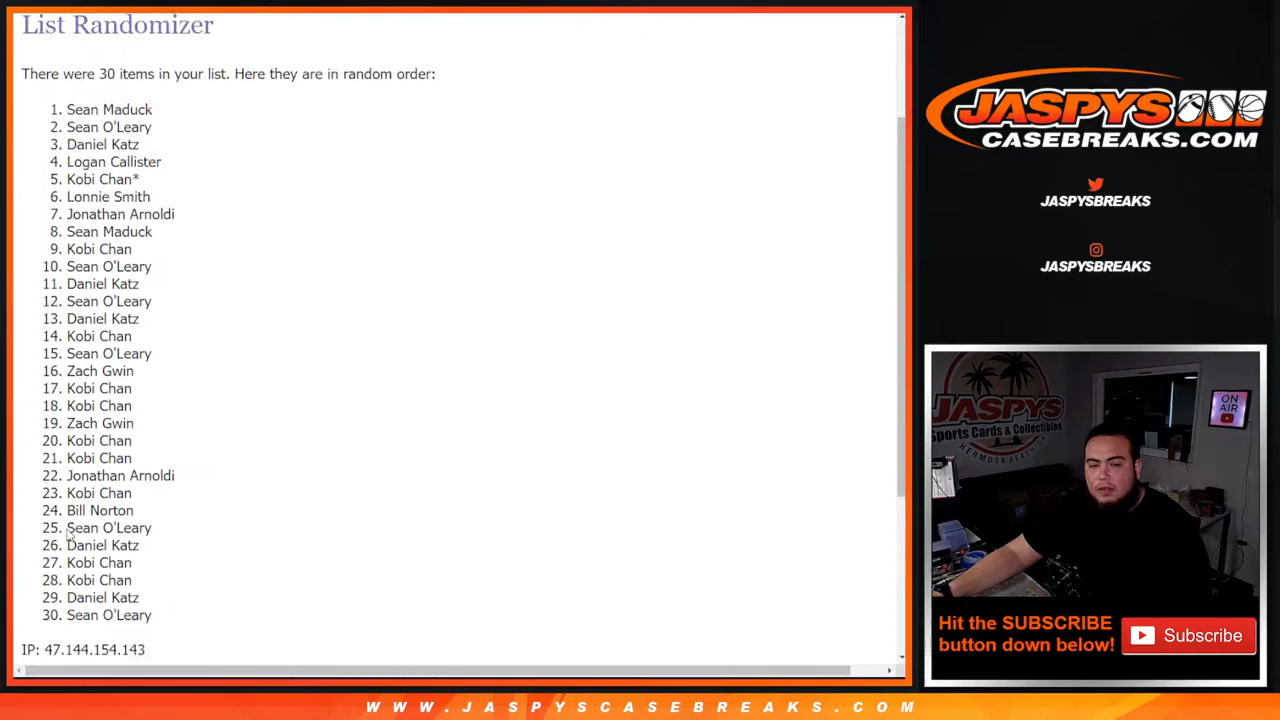 List Randomizer
There were 30 items in your list. Here they are in random order:
1. Sean Maduck
2. Sean O'Leary
3. Daniel Katz
4. Logan Callister
5. Kobi Chan*
6. Lonnie Smith
7. Jonathan Arnoldi
8. Sean Maduck
9. Kobi Chan
10. Sean O'Leary
11. Daniel Katz
12. Sean O'Leary
13. Daniel Katz
14. Kobi Chan
15. Sean O'Leary
16. Zach Gwin
17. Kobi Chan
18. Kobi Chan
19. Zach Gwin
20. Kobi Chan
21. Kobi Chan
22. Jonathan Arnoldi
23. Kobi Chan
24. Bill Norton
25. Sean O'Leary
26. Daniel Katz
27. Kobi Chan
28. Kobi Chan
29. Daniel Katz
30. Sean O'Leary
IP: 47.144.154.143
JASPYS
CASEBREAKS.COM
JASPYSBREAKS
JASPYSBREAKS
JASPYS
Sports Cards & Collectibles
HERMOSA BEACH, CA
ON
AIR
Hit the SUBSCRIBE
button down below!
Subscribe
WWW.JASPYSCASEBREAKS.COM